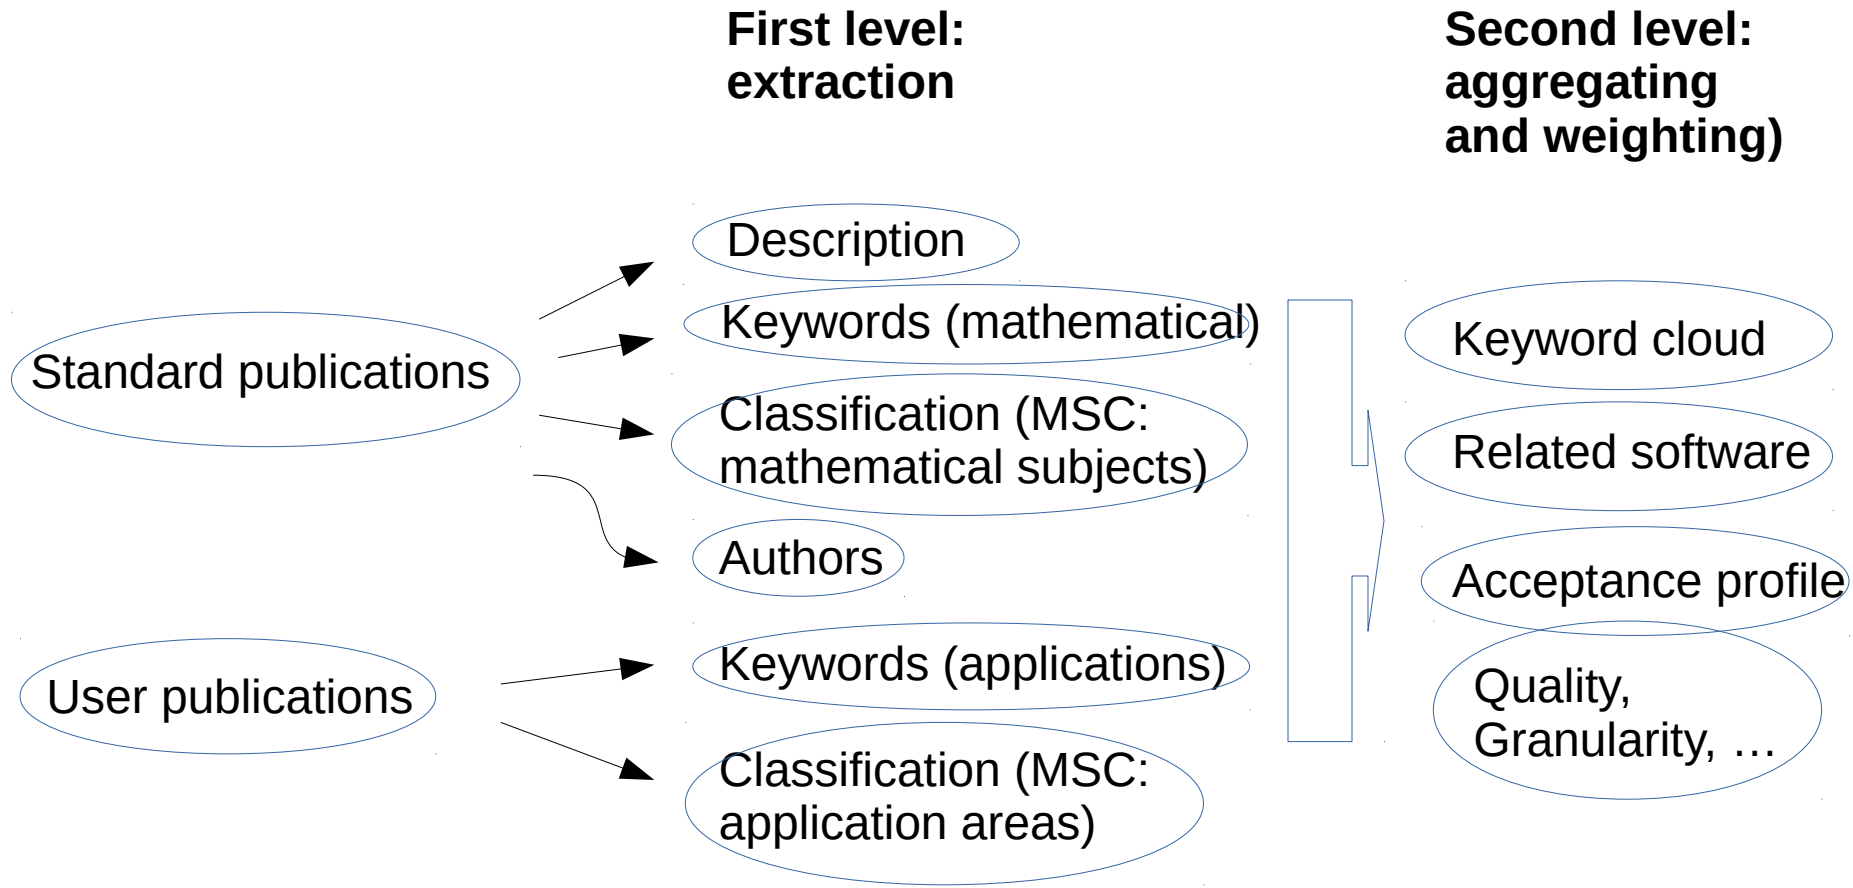 First level:
extraction
Second level:
aggregating
and weighting)
Standard publications
User publications
Description
Keywords (mathematical)
Classification (MSC:
mathematical subjects)
Authors
Keywords (applications)
Classification (MSC:
application areas)
Keyword cloud
Related software
Acceptance profile
Quality,
Granularity, …